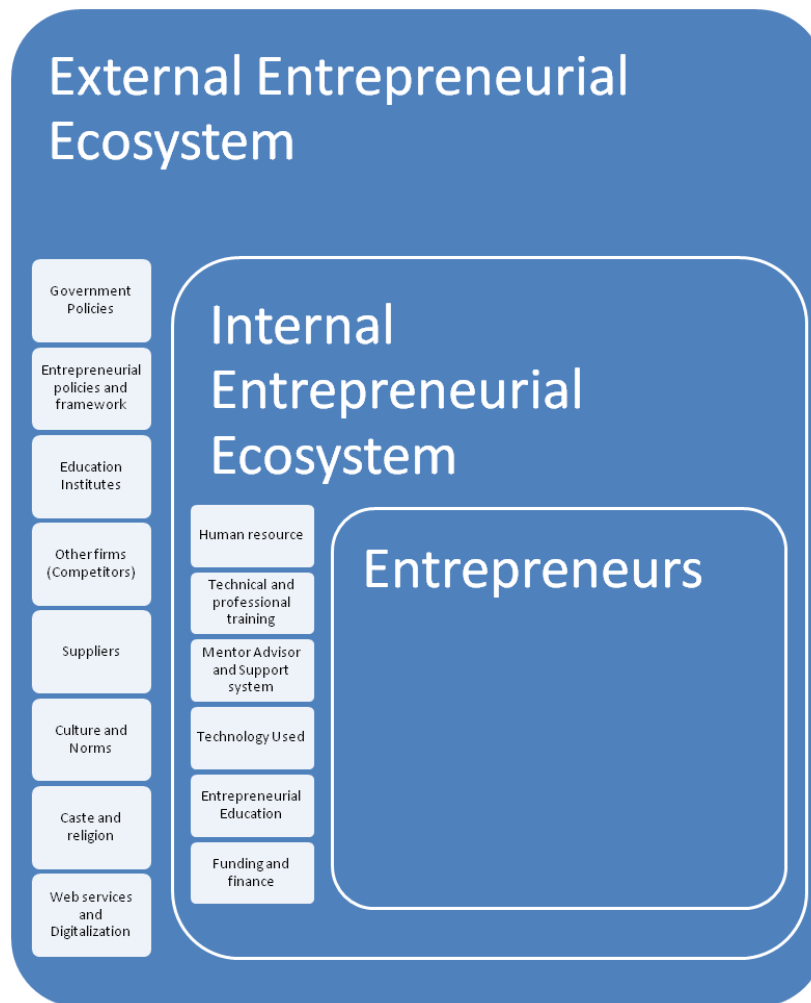 External Entrepreneurial
Ecosystem
Government
Policies
Entrepreneurial
policies and
framework
Education
Institutes
Other firms
(Competitors)
Suppliers
Culture and
Norms
Caste and
religion
Web services
and
Digitalization
Internal
Entrepreneurial
Ecosystem
Human resource
Technical and
professional
training
Mentor Advisor
and Support
system
Technology Used
Entrepreneurial
Education
Funding and
finance
Entrepreneurs